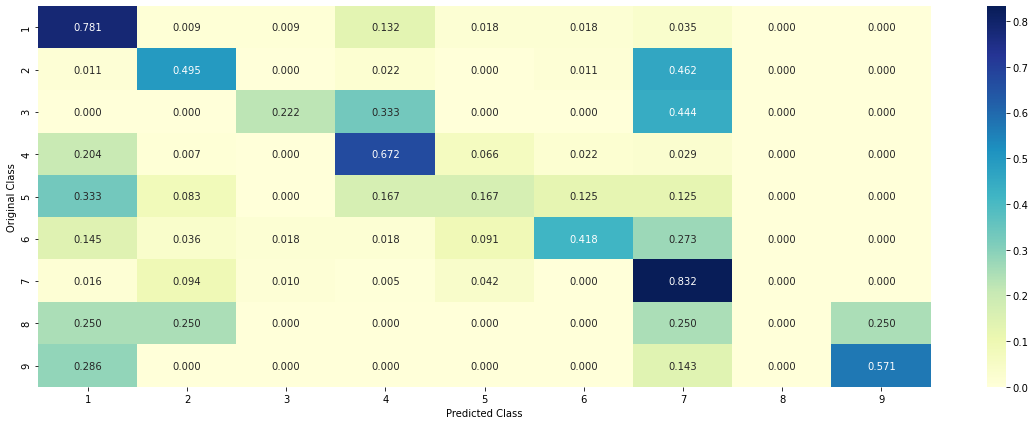 1 0.781 0.009 0.009 0.132 0.018 0.018 0.035 0.000 0.000
2 0.011 0.495 0.000 0.022 0.000 0.011 0.462 0.000 0.000
3 0.000 0.000 0.222 0.333 0.000 0.000 0.444 0.000 0.000
4 0.204 0.007 0.000 0.672 0.066 0.022 0.029 0.000 0.000
5 0.333 0.083 0.000 0.167 0.167 0.125 0.125 0.000 0.000
6 0.145 0.036 0.018 0.018 0.091 0.418 0.273 0.000 0.000
7 0.016 0.094 0.010 0.005 0.042 0.000 0.832 0.000 0.000
8 0.250 0.250 0.000 0.000 0.000 0.000 0.250 0.000 0.250
9 0.286 0.000 0.000 0.000 0.000 0.000 0.143 0.000 0.571
1 2 3 4 5 6 7 8 9
Predicted Class
Original Class
0.8
0.7
0.6
0.5
0.4
0.3
0.2
0.1
0.0